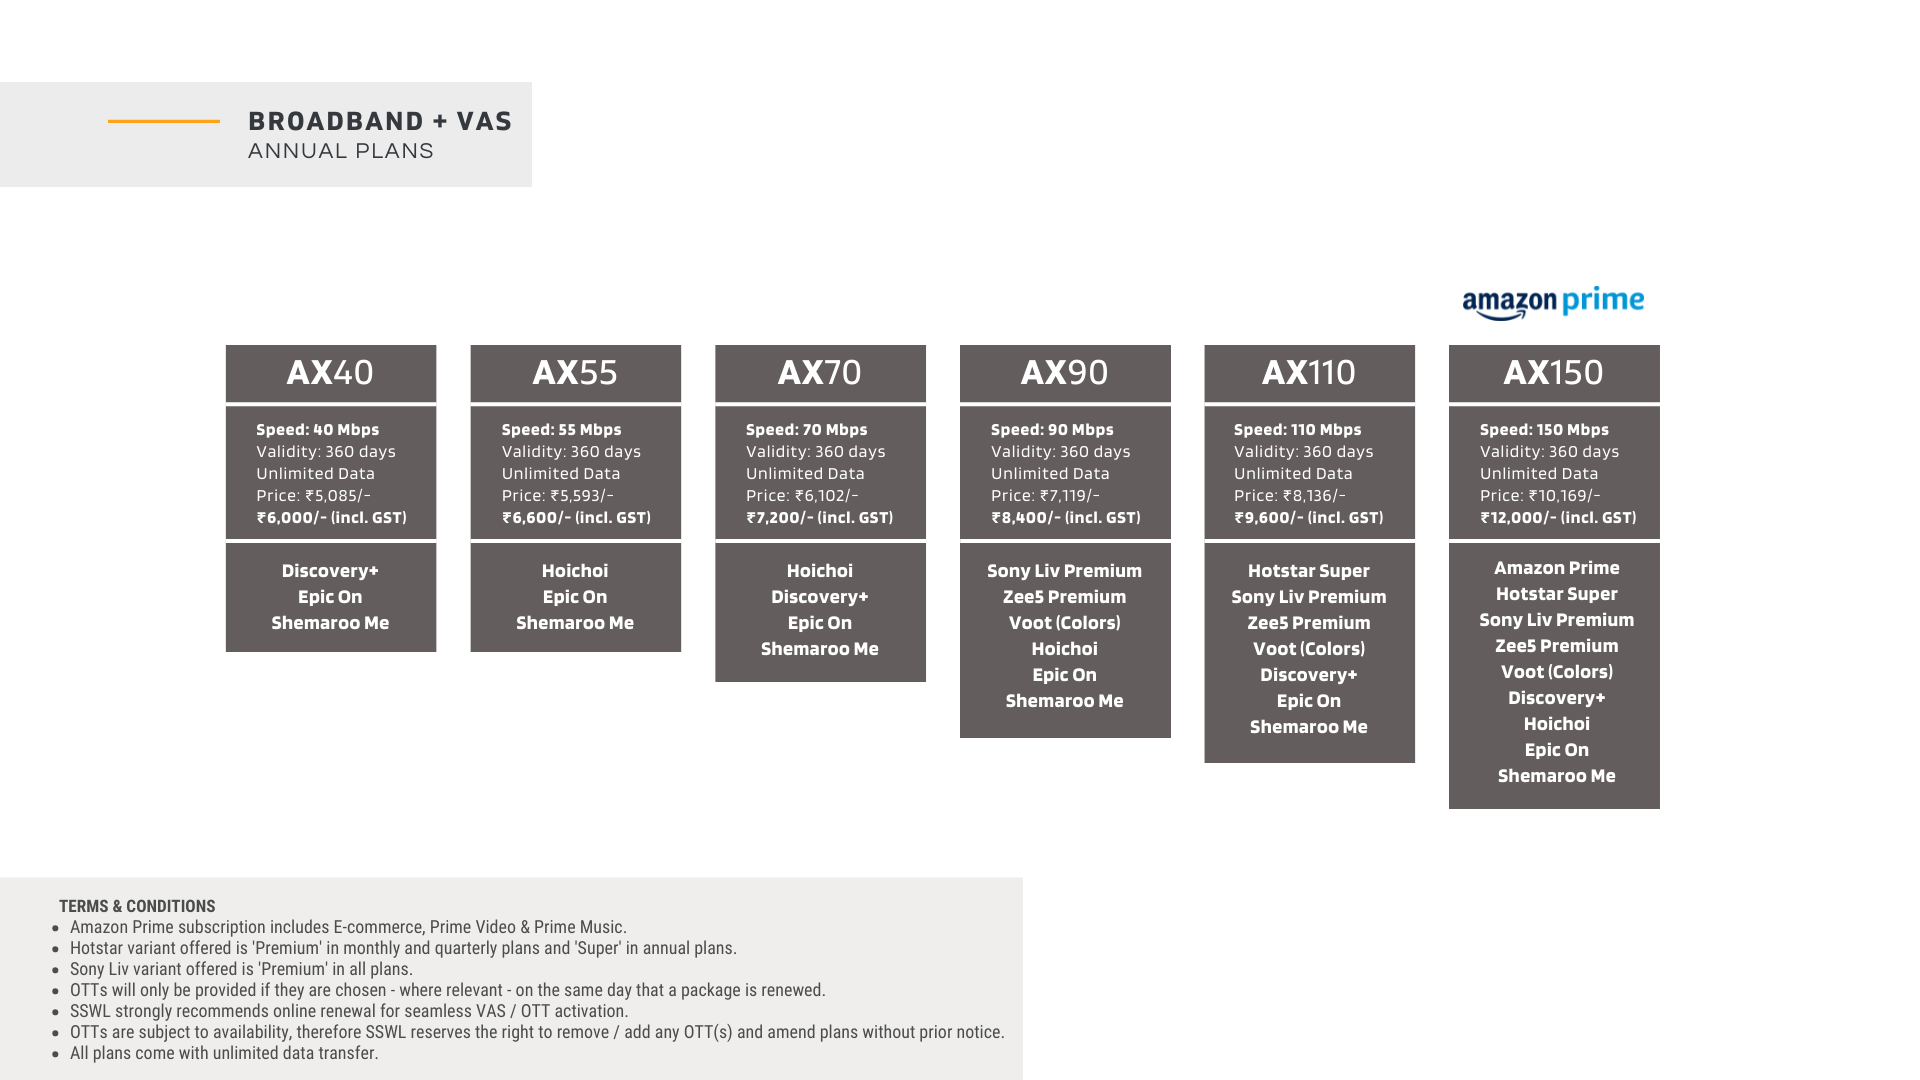 BROADBAND + VAS
ANNUAL PLANS
amazon prime
AX40
Speed: 40 Mbps
Validity: 360 days
Unlimited Data
Price: ₹5,085/-
₹6,000/- (incl. GST)
Discovery+
Epic On
Shemaroo Me
AX55
Speed: 55 Mbps
Validity: 360 days
Unlimited Data
Price: ₹5,593/-
₹6,600/- (incl. GST)
Hoichoi
Epic On
Shemaroo Me
AX70
Speed: 70 Mbps
Validity: 360 days
Unlimited Data
Price: ₹6,102/-
₹7,200/- (incl. GST)
Hoichoi
Discovery+
Epic On
Shemaroo Me
AX90
Speed: 90 Mbps
Validity: 360 days
Unlimited Data
Price: ₹7,119/-
₹8,400/- (incl. GST)
Sony Liv Premium
Zee5 Premium
Voot (Colors)
Hoichoi
Epic On
Shemaroo Me
AX110
Speed: 110 Mbps
Validity: 360 days
Unlimited Data
Price: ₹8,136/-
₹9,600/- (incl. GST)
Hotstar Super
Sony Liv Premium
Zee5 Premium
Voot (Colors)
Discovery+
Epic On
Shemaroo Me
AX150
Speed: 150 Mbps
Validity: 360 days
Unlimited Data
Price: ₹10,169/-
₹12,000/- (incl. GST)
Amazon Prime
Hotstar Super
Sony Liv Premium
Zee5 Premium
Voot (Colors)
Discovery+
Hoichoi
Epic On
Shemaroo Me
TERMS & CONDITIONS
• Amazon Prime subscription includes E-commerce, Prime Video & Prime Music.
• Hotstar variant offered is 'Premium' in monthly and quarterly plans and 'Super' in annual plans.
• Sony Liv variant offered is 'Premium' in all plans.
• OTTs will only be provided if they are chosen - where relevant - on the same day that a package is renewed.
• SSWL strongly recommends online renewal for seamless VAS / OTT activation.
• OTTs are subject to availability, therefore SSWL reserves the right to remove / add any OTT(s) and amend plans without prior notice.
• All plans come with unlimited data transfer.